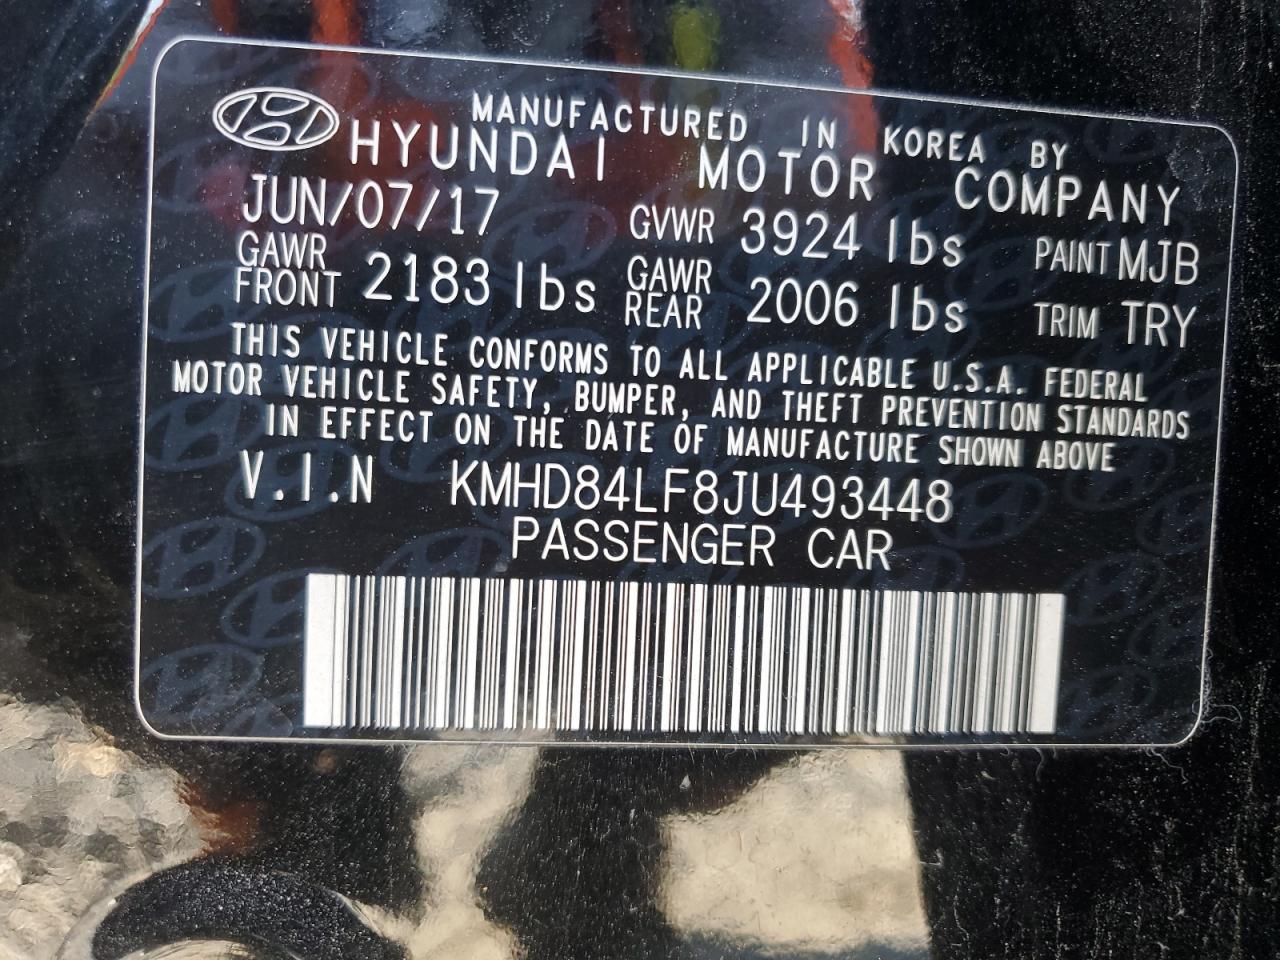 MANUFACTURED IN KOREA BY
HYUNDAI MOTOR COMPANY
JUN/07/17 GVWR 3924 lbs PAINT MJB
GAWR FRONT 2183 lbs GAWR REAR 2006 lbs TRIM TRY
THIS VEHICLE CONFORMS TO ALL APPLICABLE U.S.A. FEDERAL
MOTOR VEHICLE SAFETY, BUMPER, AND THEFT PREVENTION STANDARDS
IN EFFECT ON THE DATE OF MANUFACTURE SHOWN ABOVE
V.I.N KMHD84LF8JU493448
PASSENGER CAR